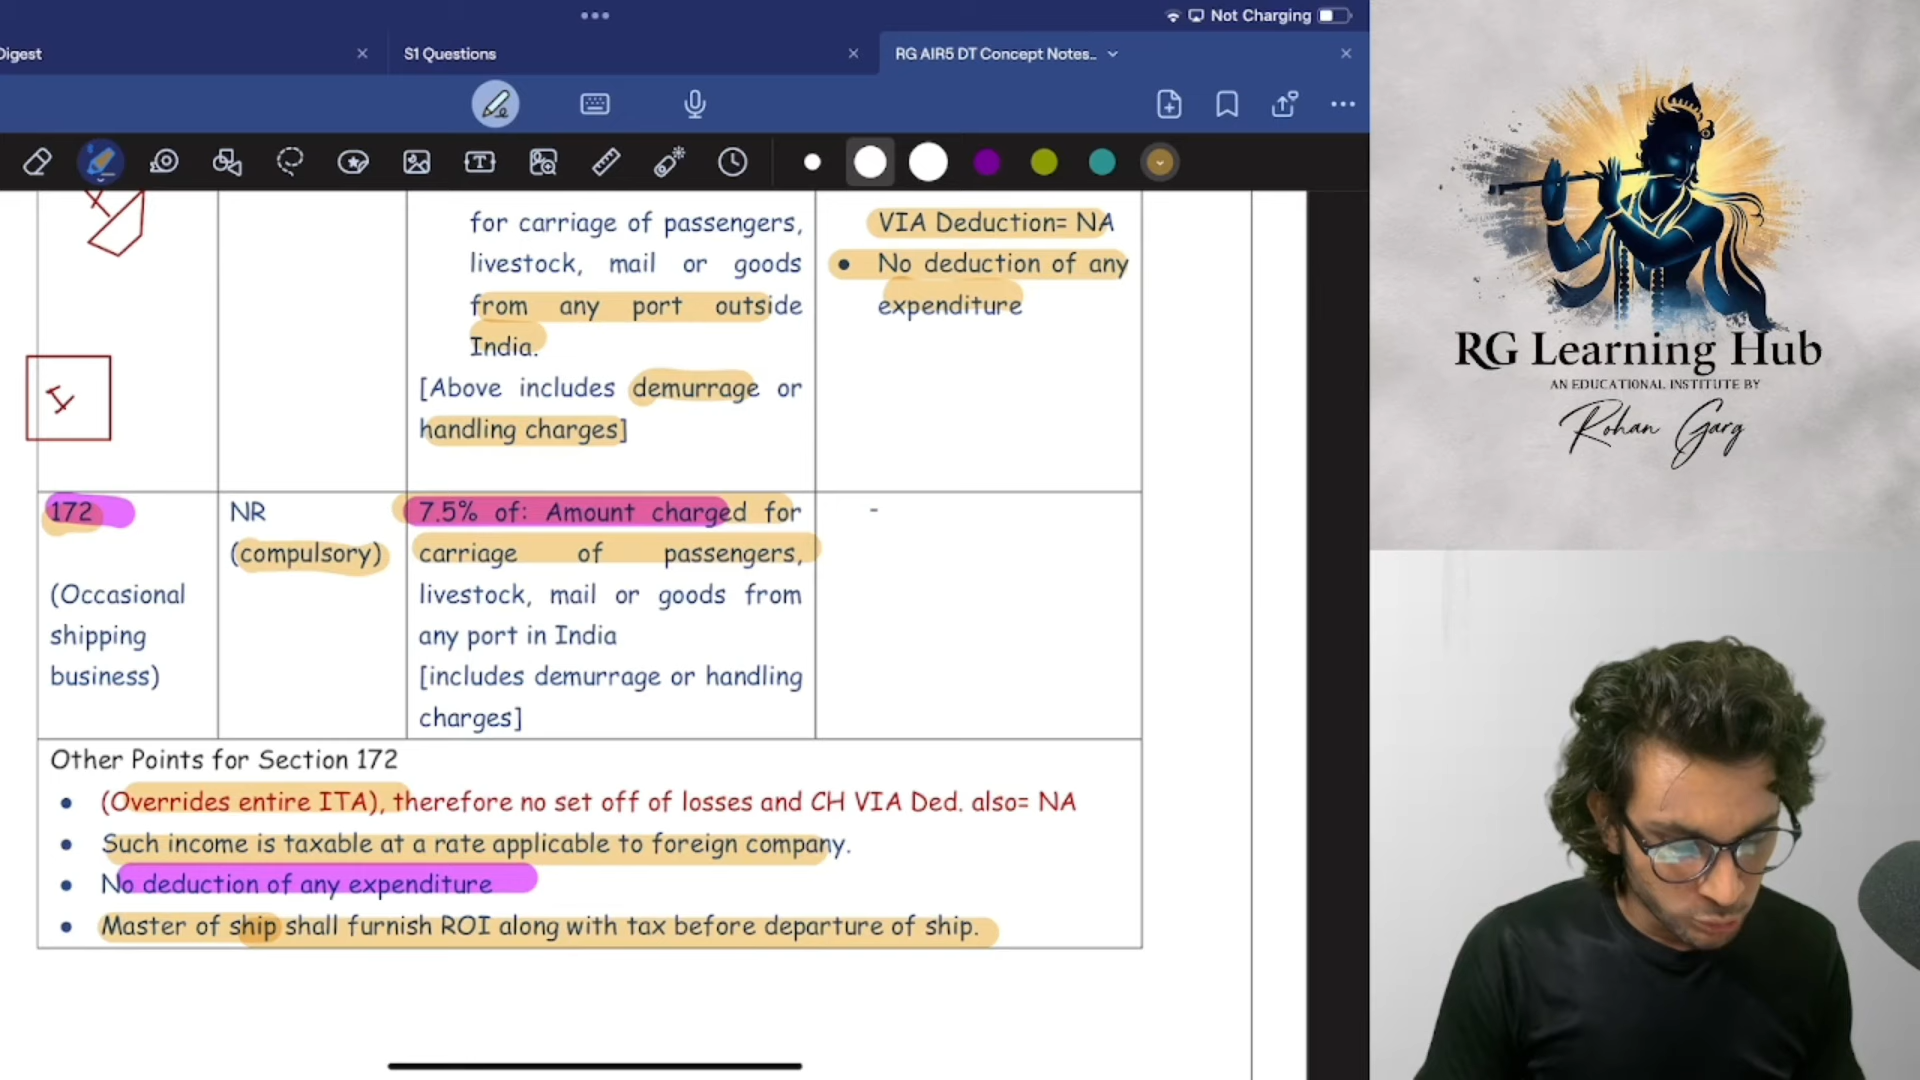 Not Charging
Digest
S1 Questions
RG AIR5 DT Concept Notes..
for carriage of passengers,
livestock, mail or goods
from any port outside
India.
[Above includes demurrage or
handling charges]
VIA Deduction= NA
• No deduction of any
expenditure
I
172
(Occasional
shipping
business)
NR
(compulsory)
7.5% of: Amount charged for
carriage of passengers,
livestock, mail or goods from
any port in India
[includes demurrage or handling
charges]
-
Other Points for Section 172
• (Overrides entire ITA), therefore no set off of losses and CH VIA Ded. also= NA
• Such income is taxable at a rate applicable to foreign company.
• No deduction of any expenditure
• Master of ship shall furnish ROI along with tax before departure of ship.
RG Learning Hub
AN EDUCATIONAL INSTITUTE BY
Rohan Garg